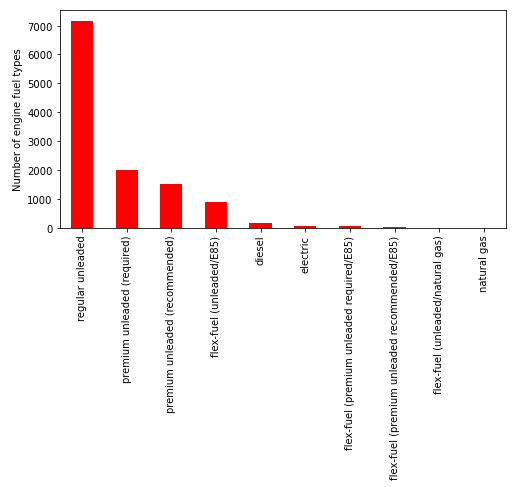 Number of engine fuel types
7000
6000
5000
4000
3000
2000
1000
0
regular unleaded
premium unleaded (required)
premium unleaded (recommended)
flex-fuel (unleaded/E85)
diesel
electric
flex-fuel (premium unleaded required/E85)
flex-fuel (premium unleaded recommended/E85)
flex-fuel (unleaded/natural gas)
natural gas